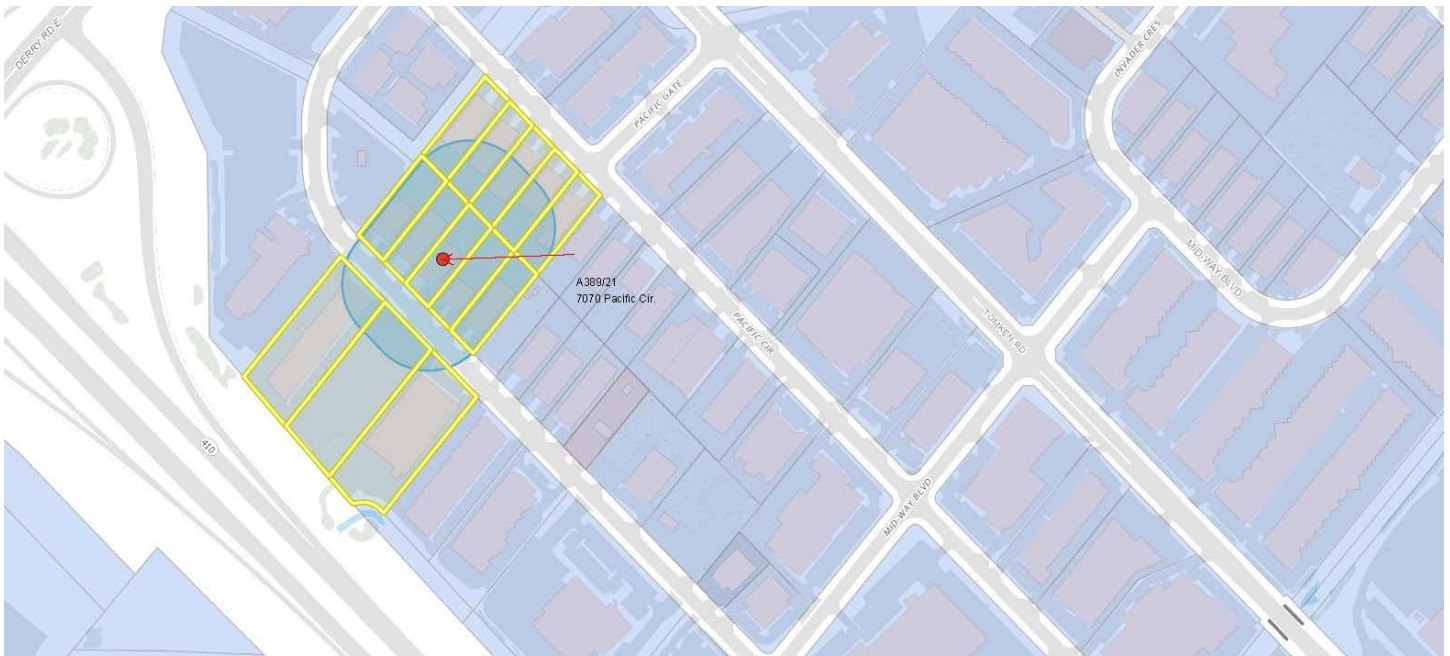 DERRY RD E
PACIFIC GATE
INVADER CRES
A389/21
7070 Pacific Cir.
MID-WAY BLVD
PACIFIC CIR
TOMKEN RD
410
MID-WAY BLVD